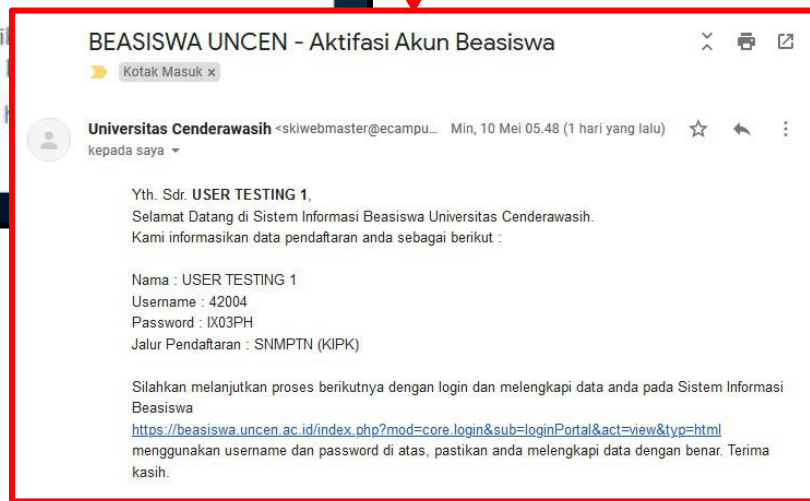 BEASISWA UNCEN - Aktifasi Akun Beasiswa
Kotak Masuk x
Universitas Cenderawasih <skiwebmaster@ecampu... Min, 10 Mei 05.48 (1 hari yang lalu)
kepada saya
Yth. Sdr. USER TESTING 1,
Selamat Datang di Sistem Informasi Beasiswa Universitas Cenderawasih.
Kami informasikan data pendaftaran anda sebagai berikut :
Nama : USER TESTING 1
Username : 42004
Password : IX03PH
Jalur Pendaftaran : SNMPTN (KIPK)
Silahkan melanjutkan proses berikutnya dengan login dan melengkapi data anda pada Sistem Informasi
Beasiswa
https://beasiswa.uncen.ac.id/index.php?mod=core.login&sub=loginPortal&act=view&typ=html
menggunakan username dan password di atas, pastikan anda melengkapi data dengan benar. Terima
kasih.